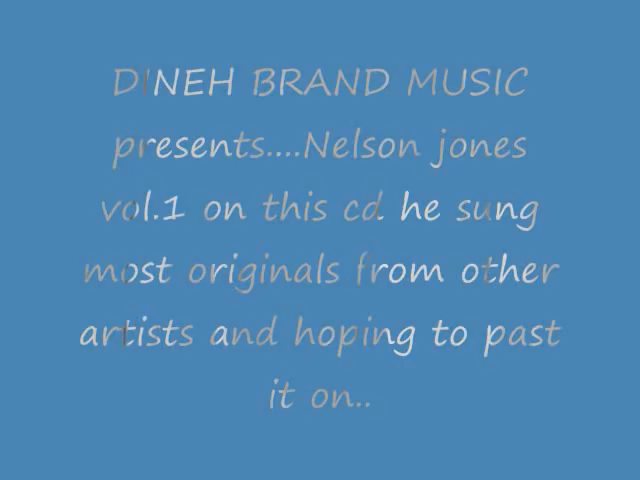 DINEH BRAND MUSIC
presents....Nelson jones
vol.1 on this cd he sung
most originals from other
artists and hoping to past
it on..